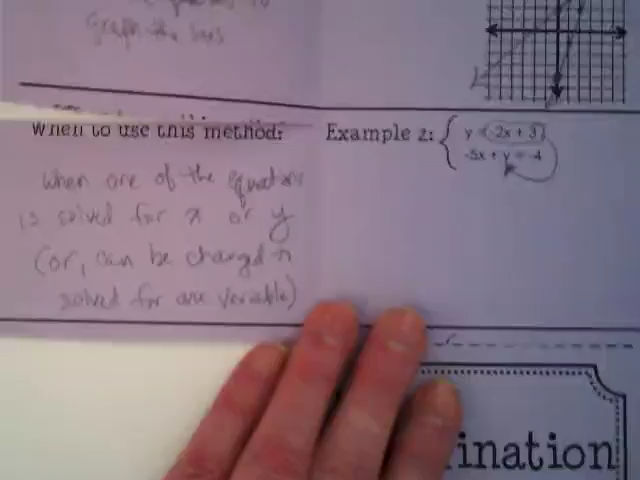 graph the lines
When to use this method:
when one of the equations
is solved for x or y
(or, can be changed to
solved for one variable)
Example 2:
y = 2x + 3
-5x + y = -4
ination